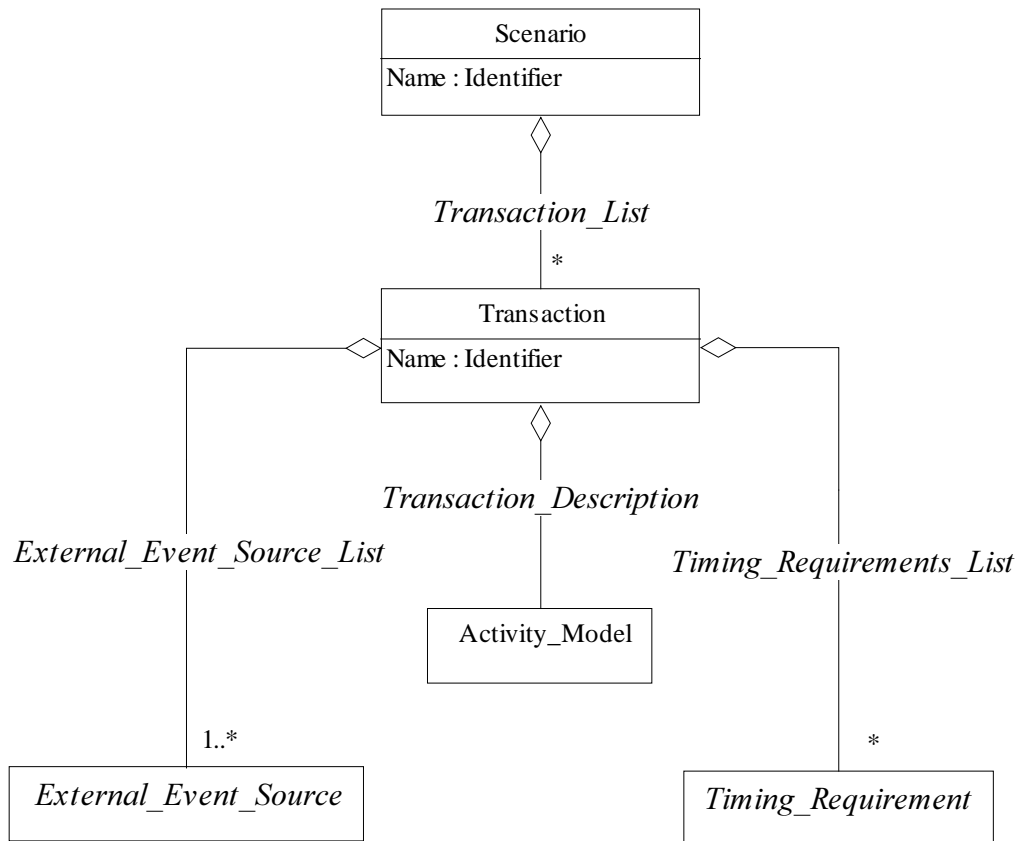 Scenario
Name : Identifier
Transaction_List
*
Transaction
Name : Identifier
Transaction_Description
External_Event_Source_List
Timing_Requirements_List
Activity_Model
1..*
*
External_Event_Source
Timing_Requirement